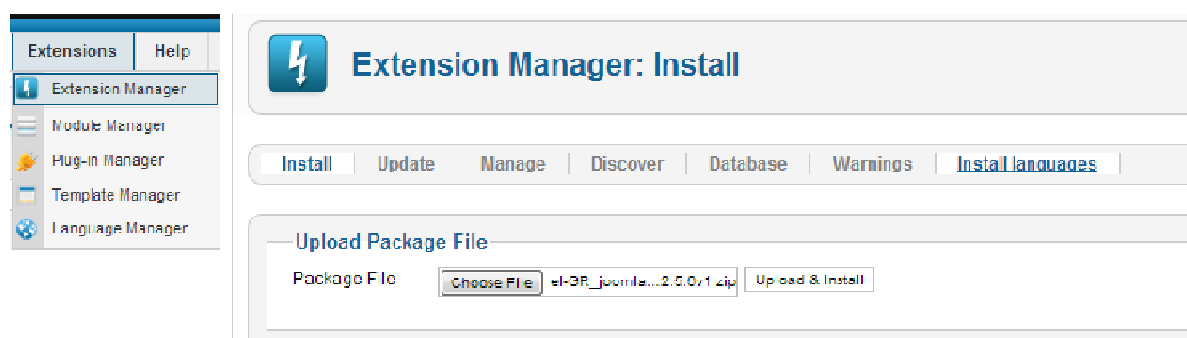 Extensions Help
Extension Manager
Module Manager
Plug-in Manager
Template Manager
Language Manager
Extension Manager: Install
Install Update Manage Discover Database Warnings Install languages
Upload Package File
Package File Choose File Upload & Install